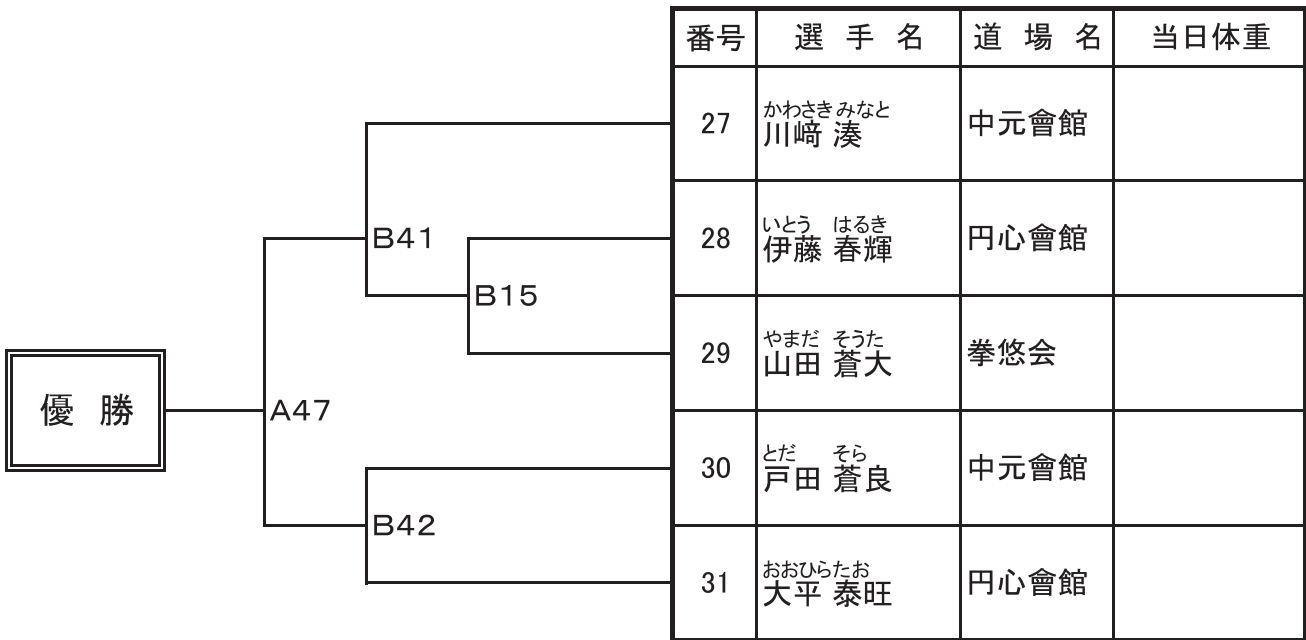 番号 選手名 道場名 当日体重
かわさき みなと
27 川﨑 湊 中元會館
いとう はるき
28 伊藤 春輝 円心會館
やまだ そうた
29 山田 蒼大 拳悠会
とだ そら
30 戸田 蒼良 中元會館
おおひらたお
31 大平 泰旺 円心會館
B41
B15
優勝
A47
B42